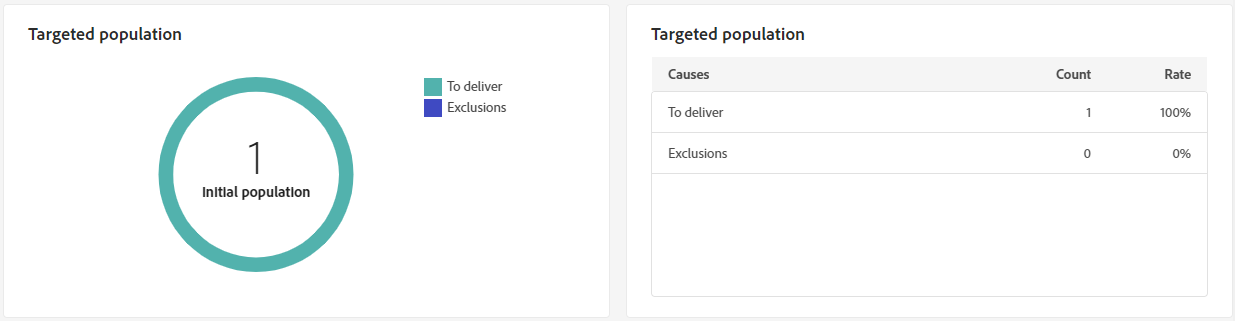 Targeted population
To deliver
Exclusions
1
Initial population
Targeted population
Causes Count Rate
To deliver 1 100%
Exclusions 0 0%